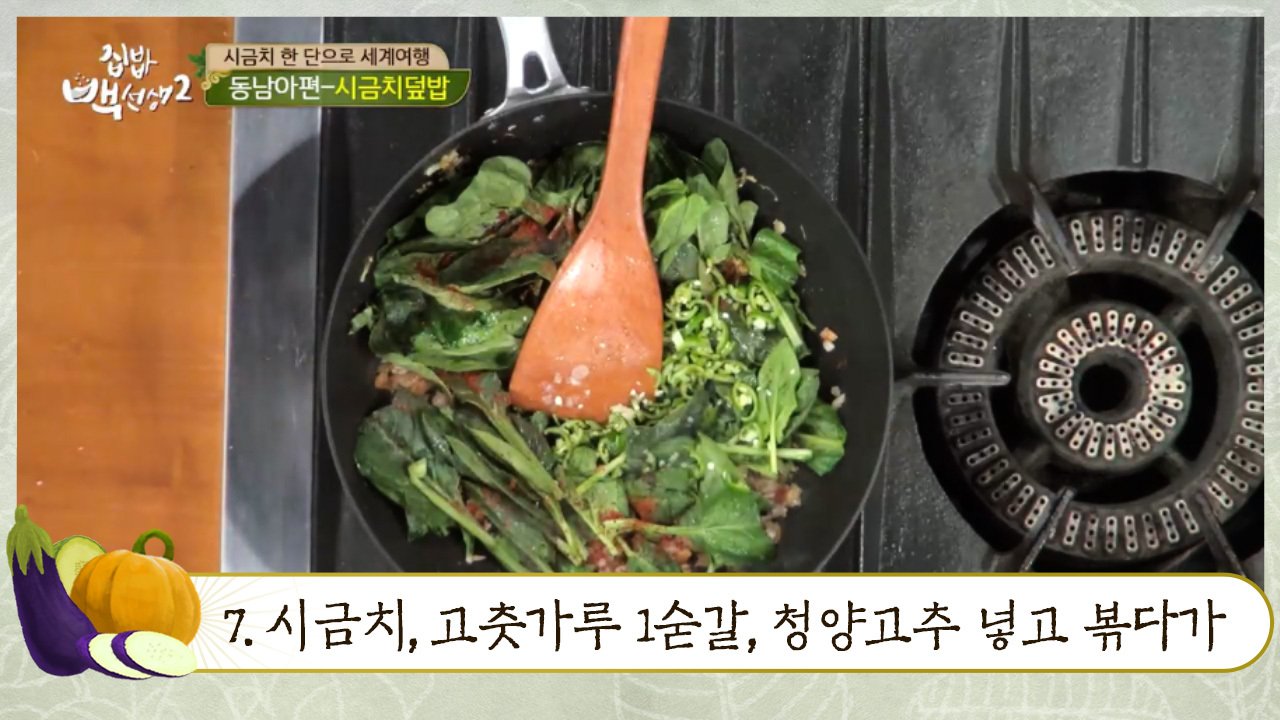 집밥
백선생2
시금치 한 단으로 세계여행
동남아편-시금치덮밥
7. 시금치, 고춧가루 1숟갈, 청양고추 넣고 볶다가